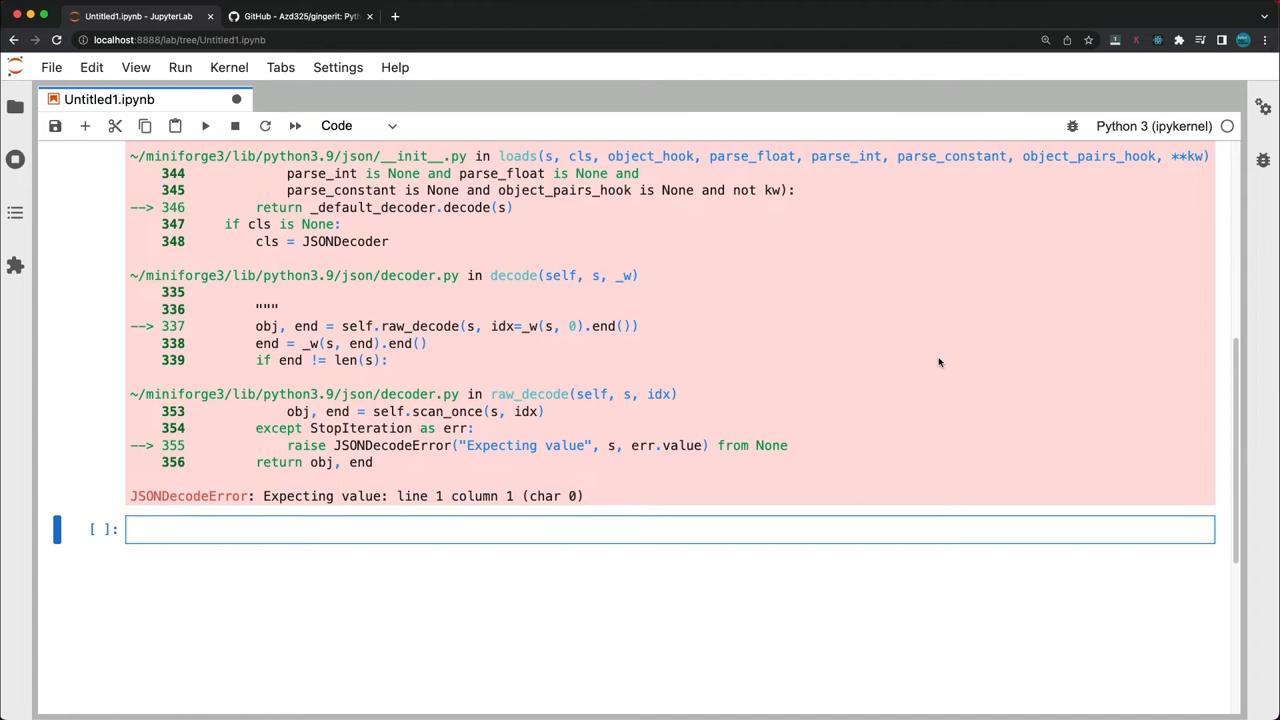 Untitled1.ipynb - JupyterLab
GitHub - Azd325/gingerit: Pyth
localhost:8888/lab/tree/Untitled1.ipynb
File Edit View Run Kernel Tabs Settings Help
Untitled1.ipynb
Code
Python 3 (ipykernel)
~/miniforge3/lib/python3.9/json/__init__.py in loads(s, cls, object_hook, parse_float, parse_int, parse_constant, object_pairs_hook, **kw)
344 parse_int is None and parse_float is None and
345 parse_constant is None and object_pairs_hook is None and not kw):
--> 346 return _default_decoder.decode(s)
347 if cls is None:
348 cls = JSONDecoder
~/miniforge3/lib/python3.9/json/decoder.py in decode(self, s, _w)
335
336 """
--> 337 obj, end = self.raw_decode(s, idx=_w(s, 0).end())
338 end = _w(s, end).end()
339 if end != len(s):
~/miniforge3/lib/python3.9/json/decoder.py in raw_decode(self, s, idx)
353 obj, end = self.scan_once(s, idx)
354 except StopIteration as err:
--> 355 raise JSONDecodeError("Expecting value", s, err.value) from None
356 return obj, end
JSONDecodeError: Expecting value: line 1 column 1 (char 0)
[ ]: